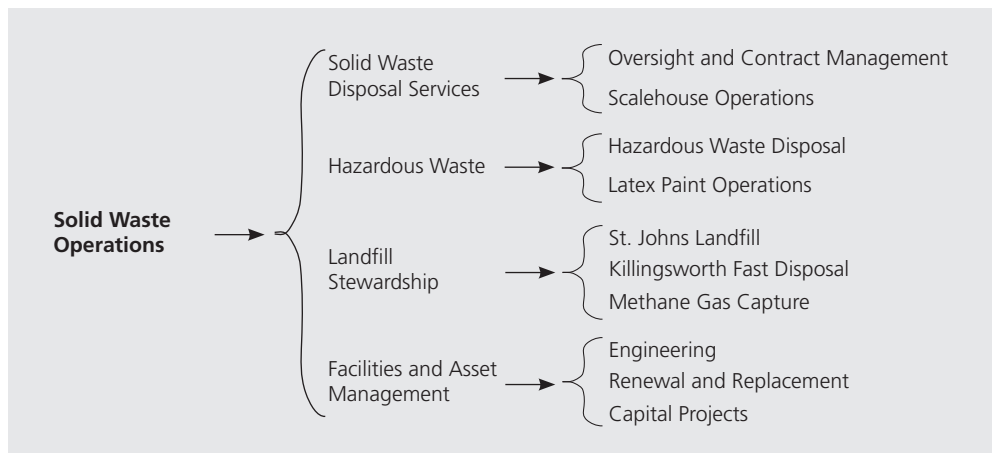 Solid Waste
Operations
Solid Waste
Disposal Services
Oversight and Contract Management
Scalehouse Operations
Hazardous Waste
Hazardous Waste Disposal
Latex Paint Operations
Landfill
Stewardship
St. Johns Landfill
Killingsworth Fast Disposal
Methane Gas Capture
Facilities and Asset
Management
Engineering
Renewal and Replacement
Capital Projects